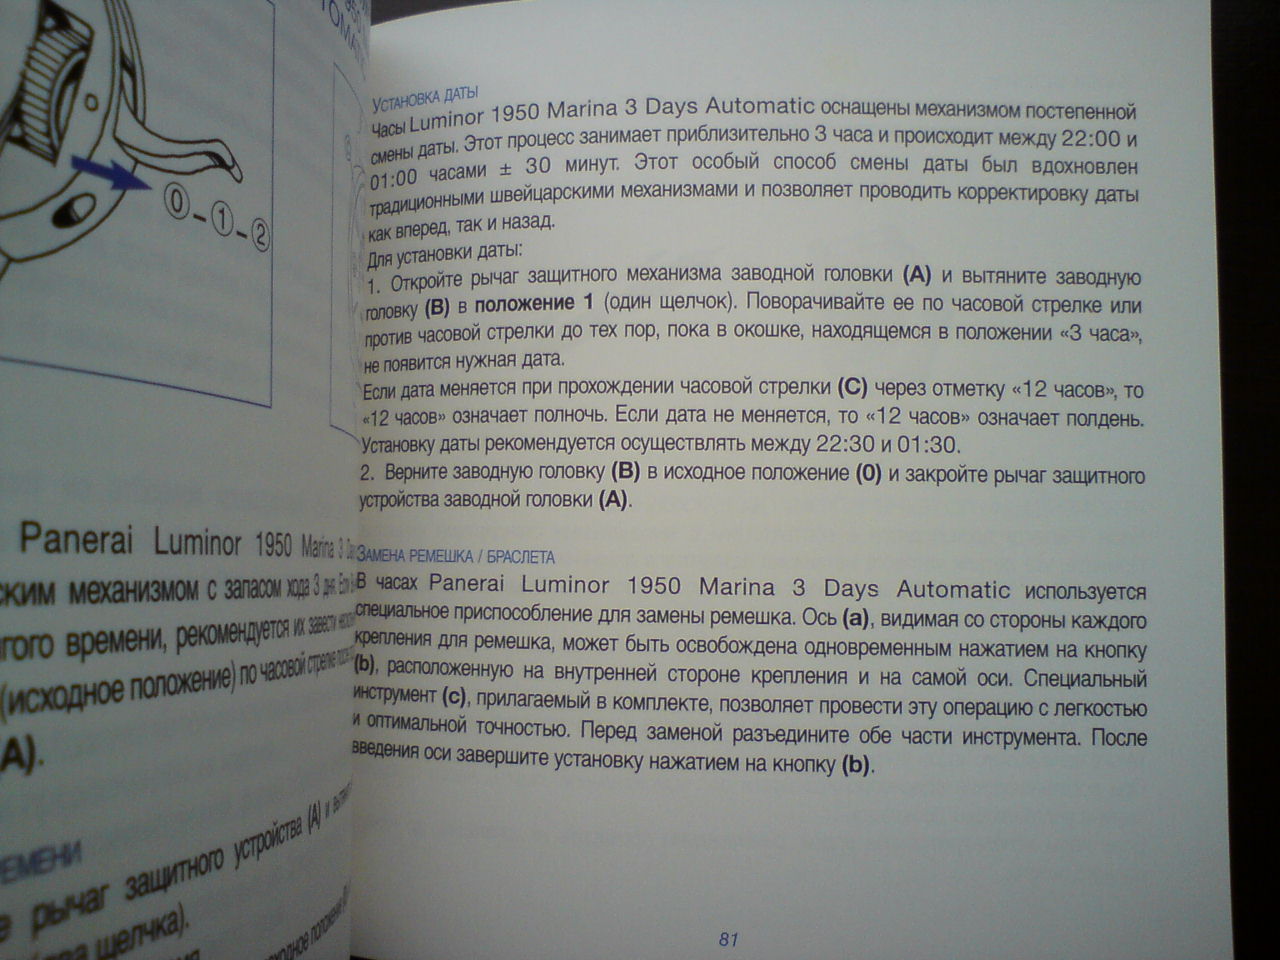 0 - 1 - 2
Panerai Luminor 1950 Marina 3
ским механизмом с запасом хода 3 дня. Если
гого времени, рекомендуется их завести
(исходное положение) по часовой стрелке
(А).
РЕМЕНИ
рычаг защитного устройства (А) и
щелчка).
Установка даты
Часы Luminor 1950 Marina 3 Days Automatic оснащены механизмом постепенной
смены даты. Этот процесс занимает приблизительно 3 часа и происходит между 22:00 и
01:00 часами ± 30 минут. Этот особый способ смены даты был вдохновлен
традиционными швейцарскими механизмами и позволяет проводить корректировку даты
как вперед, так и назад.
Для установки даты:
1. Откройте рычаг защитного механизма заводной головки (А) и вытяните заводную
головку (В) в положение 1 (один щелчок). Поворачивайте ее по часовой стрелке или
против часовой стрелки до тех пор, пока в окошке, находящемся в положении «3 часа»,
не появится нужная дата.
Если дата меняется при прохождении часовой стрелки (С) через отметку «12 часов», то
«12 часов» означает полночь. Если дата не меняется, то «12 часов» означает полдень.
Установку даты рекомендуется осуществлять между 22:30 и 01:30.
2. Верните заводную головку (В) в исходное положение (0) и закройте рычаг защитного
устройства заводной головки (А).
Замена ремешка / браслета
В часах Panerai Luminor 1950 Marina 3 Days Automatic используется
специальное приспособление для замены ремешка. Ось (а), видимая со стороны каждого
крепления для ремешка, может быть освобождена одновременным нажатием на кнопку
(b), расположенную на внутренней стороне крепления и на самой оси. Специальный
инструмент (с), прилагаемый в комплекте, позволяет провести эту операцию с легкостью
и оптимальной точностью. Перед заменой разъедините обе части инструмента. После
введения оси завершите установку нажатием на кнопку (b).
81